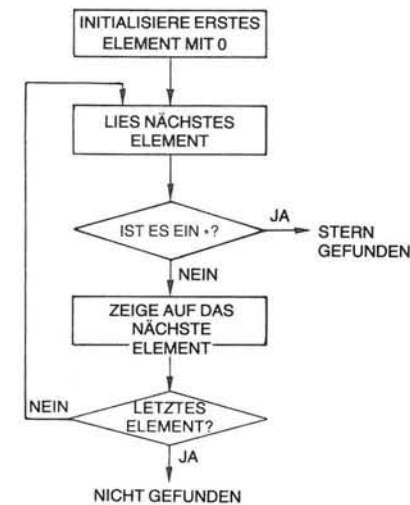 INITIALISIERE ERSTES
ELEMENT MIT 0
LIES NÄCHSTES
ELEMENT
IST ES EIN *?
JA
STERN
GEFUNDEN
NEIN
ZEIGE AUF DAS
NÄCHSTE
ELEMENT
NEIN
LETZTES
ELEMENT?
JA
NICHT GEFUNDEN